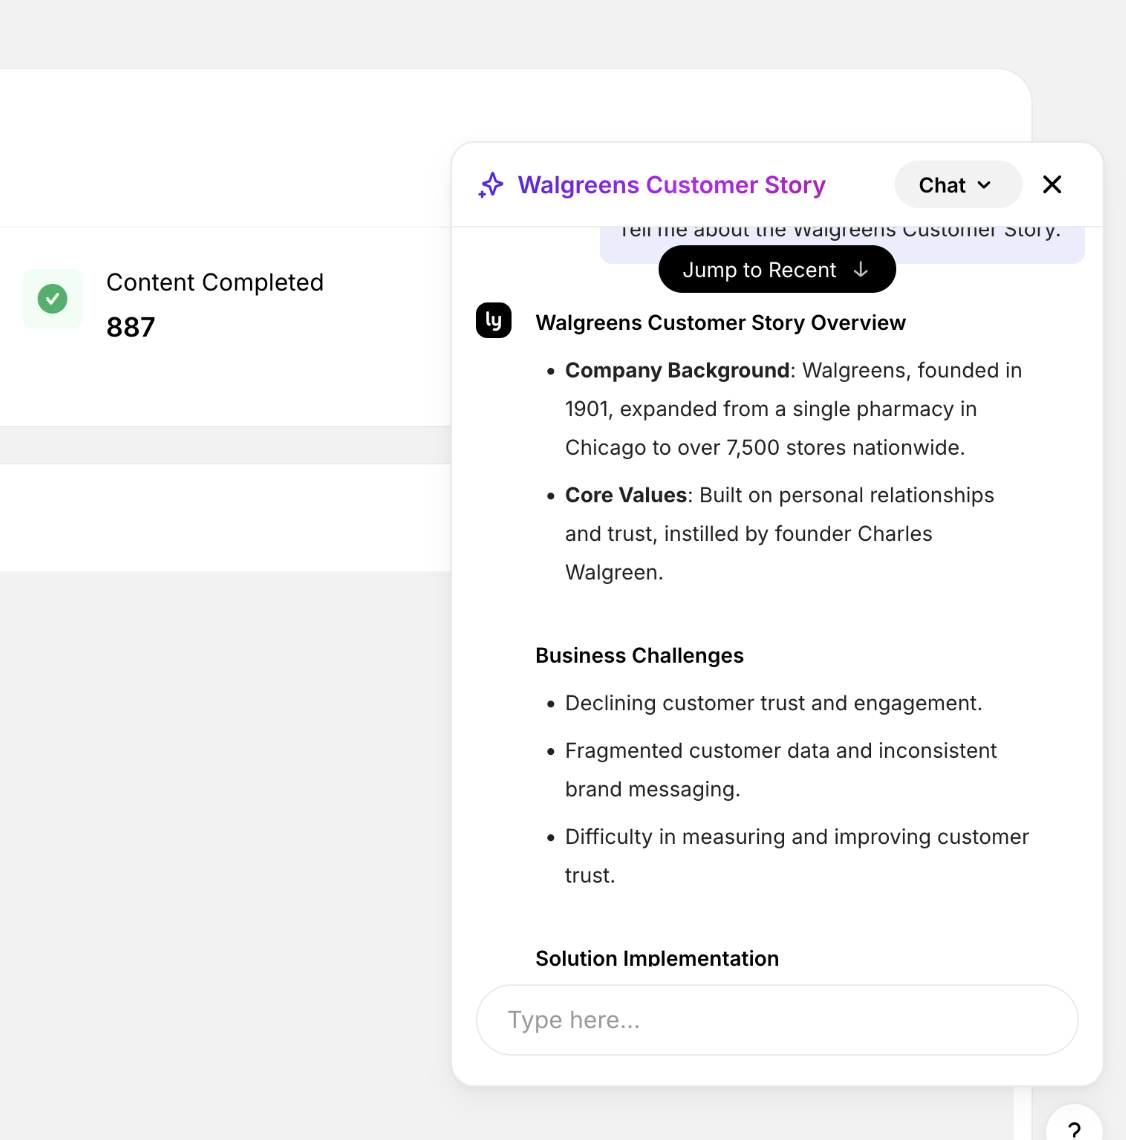 Walgreens Customer Story
Chat
Tell me about the Walgreens Customer Story.
Jump to Recent ↓
Content Completed
887
ly
Walgreens Customer Story Overview
• Company Background: Walgreens, founded in
1901, expanded from a single pharmacy in
Chicago to over 7,500 stores nationwide.
• Core Values: Built on personal relationships
and trust, instilled by founder Charles
Walgreen.
Business Challenges
• Declining customer trust and engagement.
• Fragmented customer data and inconsistent
brand messaging.
• Difficulty in measuring and improving customer
trust.
Solution Implementation
Type here...
?